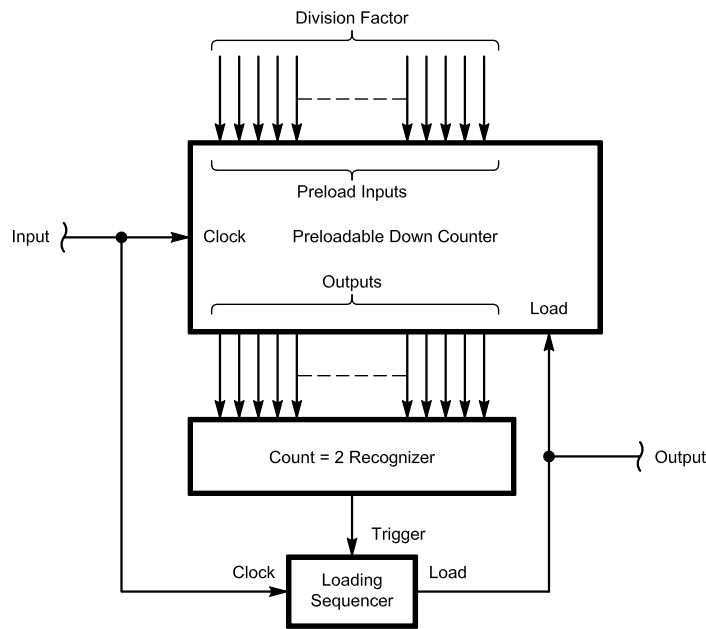 Division Factor
Preload Inputs
Input
Clock
Preloadable Down Counter
Outputs
Load
Count = 2 Recognizer
Output
Trigger
Clock
Loading
Sequencer
Load